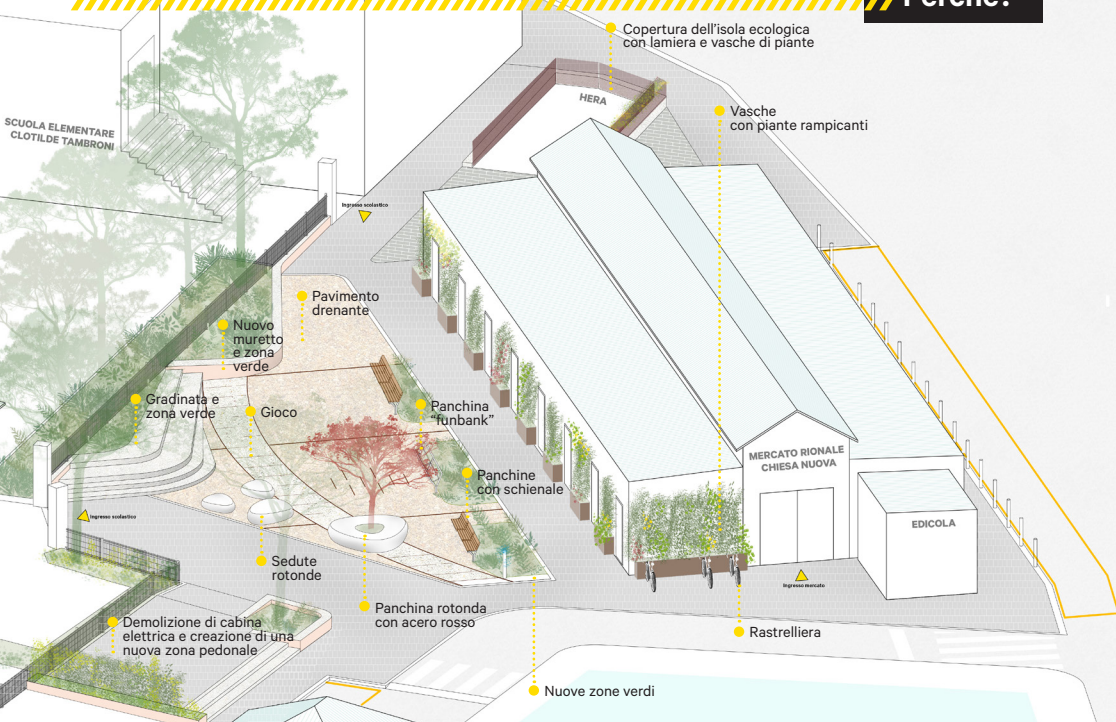 Perché?
Copertura dell'isola ecologica
con lamiera e vasche di piante
HERA
Vasche
con piante rampicanti
SCUOLA ELEMENTARE
CLOTILDE TAMBRONI
Ingresso scolastico
Pavimento
drenante
Nuovo
muretto
e zona
verde
Gradinata e
zona verde
Gioco
Panchina
"funbank"
Panchine
con schienale
MERCATO RIONALE
CHIESA NUOVA
EDICOLA
Ingresso scolastico
Sedute
rotonde
Ingresso mercato
Panchina rotonda
con acero rosso
Demolizione di cabina
elettrica e creazione di una
nuova zona pedonale
Rastrelliera
Nuove zone verdi